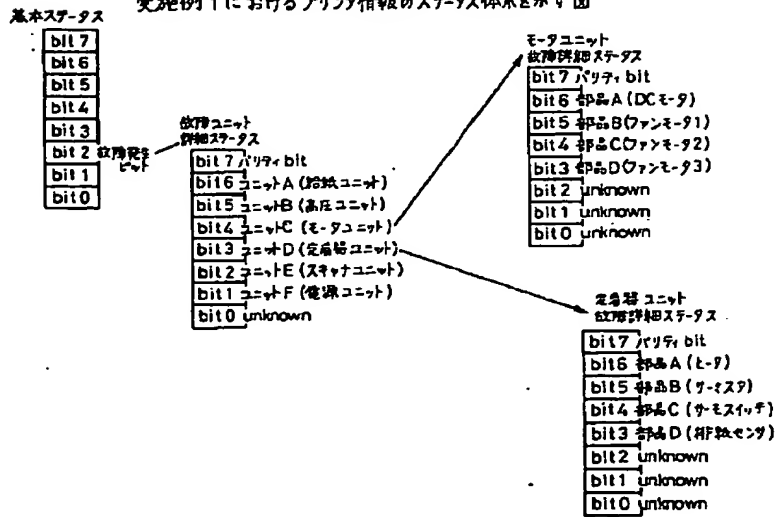 実施例1におけるプリンタ情報のステータス体系を示す図
基本ステータス
bit 7
bit 6
bit 5
bit 4
bit 3
bit 2 故障発生ビット
bit 1
bit 0
故障ユニット
詳細ステータス
bit 7 パリティ bit
bit 6 ユニットA (給紙ユニット)
bit 5 ユニットB (高圧ユニット)
bit 4 ユニットC (モータユニット)
bit 3 ユニットD (定着器ユニット)
bit 2 ユニットE (スキャナユニット)
bit 1 ユニットF (電源ユニット)
bit 0 unknown
モータユニット
故障詳細ステータス
bit 7 パリティ bit
bit 6 部品A (DCモータ)
bit 5 部品B (ファンモータ1)
bit 4 部品C (ファンモータ2)
bit 3 部品D (ファンモータ3)
bit 2 unknown
bit 1 unknown
bit 0 unknown
定着器ユニット
故障詳細ステータス
bit 7 パリティ bit
bit 6 部品A (ヒータ)
bit 5 部品B (サーミスタ)
bit 4 部品C (サーモスイッチ)
bit 3 部品D (排紙センサ)
bit 2 unknown
bit 1 unknown
bit 0 unknown